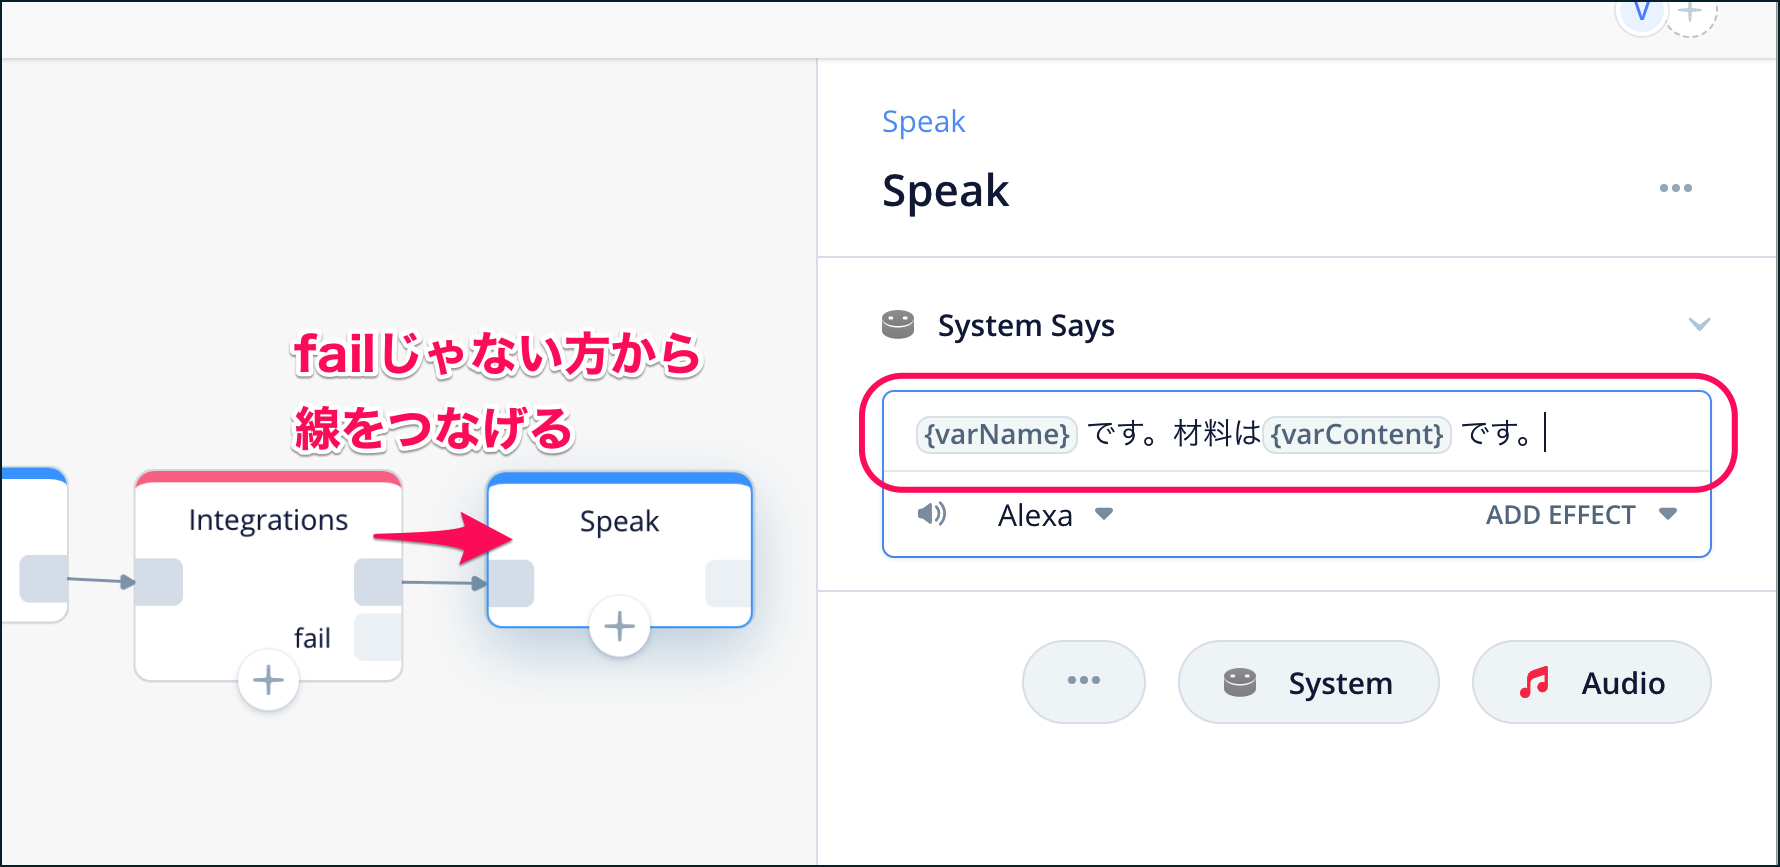 V
Speak
Speak
System Says
{varName} です。材料は{varContent} です。
Alexa
ADD EFFECT
System
Audio
failじゃない方から
線をつなげる
Integrations
fail
Speak